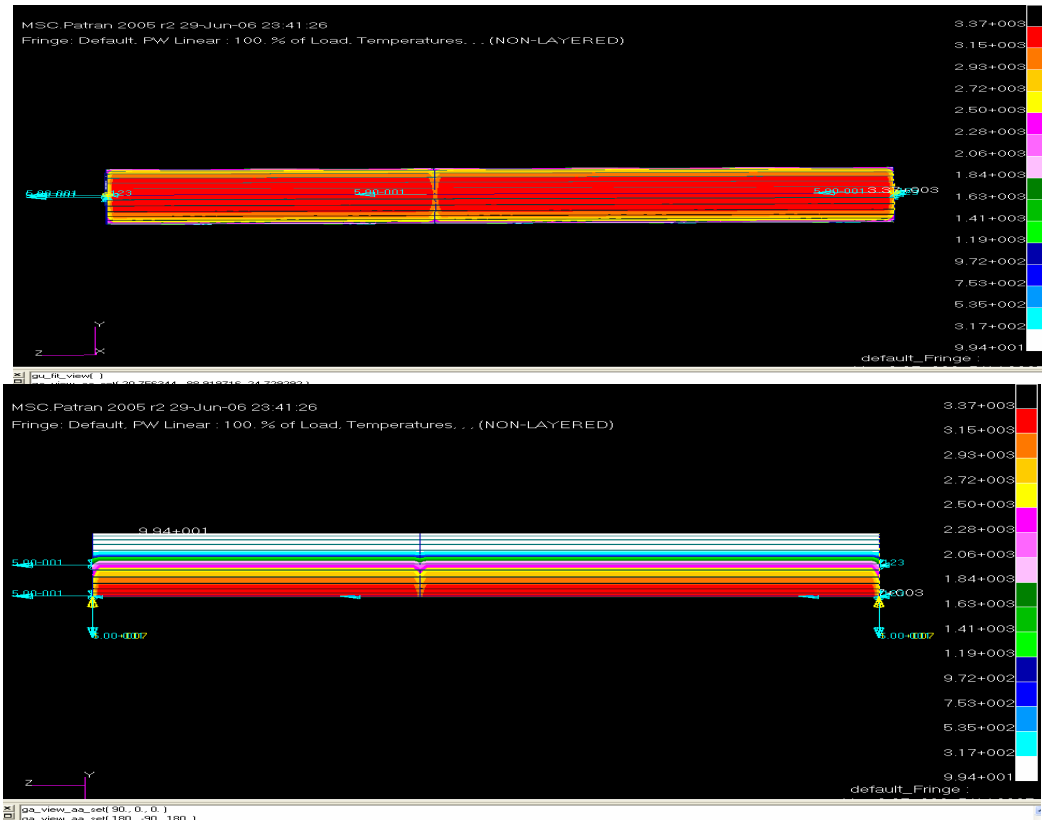 MSC.Patran 2005 r2 29-Jun-06 23:41:26
Fringe: Default, PW Linear : 100. % of Load, Temperatures, , , (NON-LAYERED)
3.37+003
3.15+003
2.93+003
2.72+003
2.50+003
2.28+003
2.06+003
1.84+003
1.63+003
1.41+003
1.19+003
9.72+002
7.53+002
5.35+002
3.17+002
9.94+001
5.90-001
5.90-001
Y
Z
X
default_Fringe :
gu_fit_view( )
MSC.Patran 2005 r2 29-Jun-06 23:41:26
Fringe: Default, PW Linear : 100. % of Load, Temperatures, , , (NON-LAYERED)
3.37+003
3.15+003
2.93+003
2.72+003
2.50+003
2.28+003
2.06+003
1.84+003
1.63+003
1.41+003
1.19+003
9.72+002
7.53+002
5.35+002
3.17+002
9.94+001
9.94+001
5.90-001
5.90-001
Y
Z
default_Fringe :
ga_view_aa_set( 90., 0., 0. )
ga_view_aa_set( 180., -90., 180. )